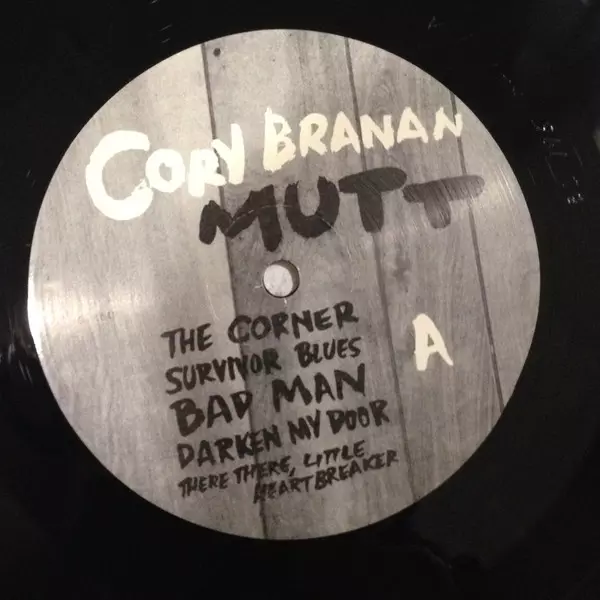 CORY BRANAN
MUTT
A
THE CORNER
SURVIVOR BLUES
BAD MAN
DARKEN MY DOOR
THERE THERE, LITTLE
HEARTBREAKER